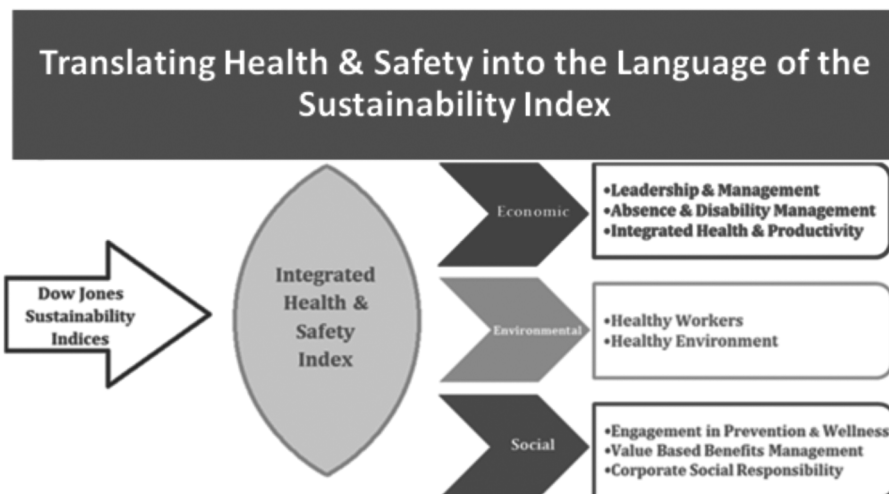 Translating Health & Safety into the Language of the
Sustainability Index
Dow Jones
Sustainability
Indices
Integrated
Health &
Safety
Index
Economic
•Leadership & Management
•Absence & Disability Management
•Integrated Health & Productivity
Environmental
•Healthy Workers
•Healthy Environment
Social
•Engagement in Prevention & Wellness
•Value Based Benefits Management
•Corporate Social Responsibility